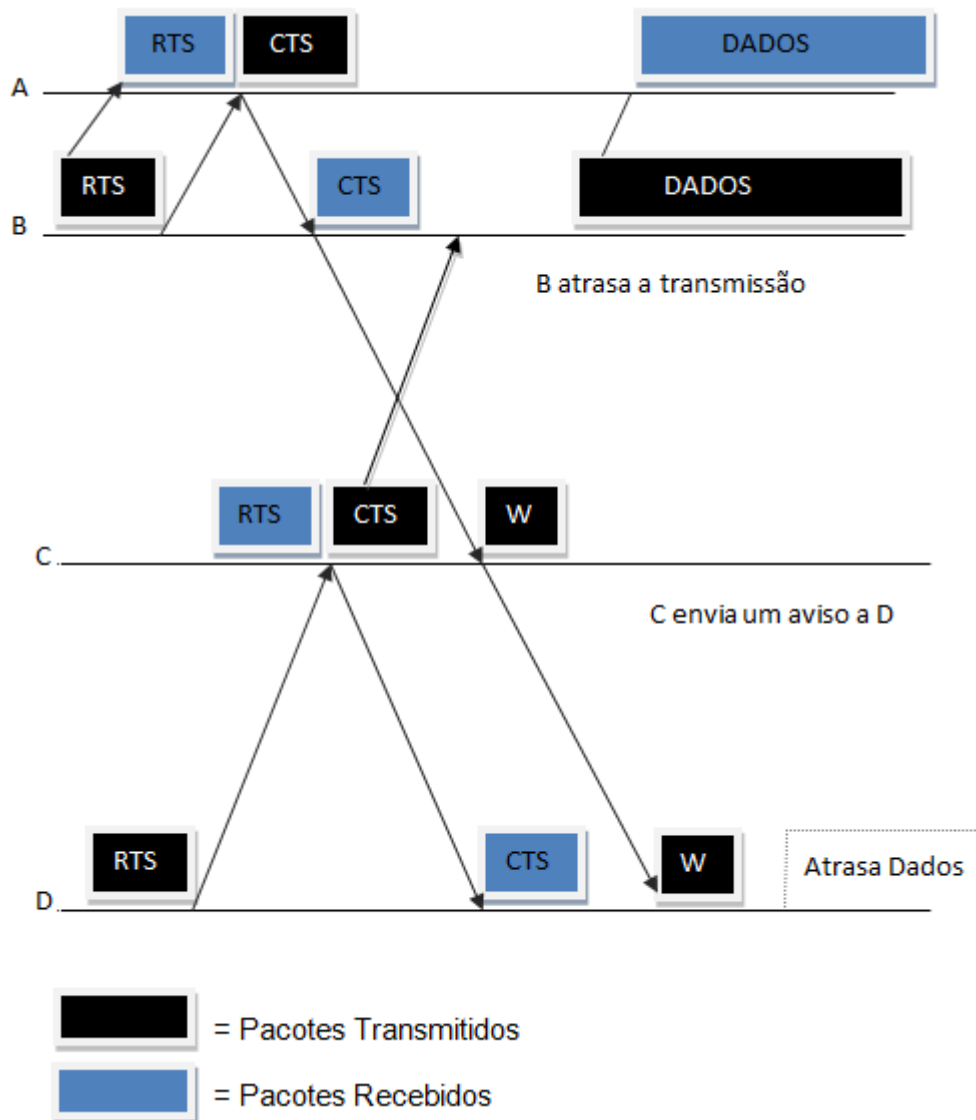 RTS CTS DADOS
A
RTS CTS DADOS
B
B atrasa a transmissão
RTS CTS W
C
C envia um aviso a D
RTS CTS W Atrasa Dados
D
= Pacotes Transmitidos
= Pacotes Recebidos